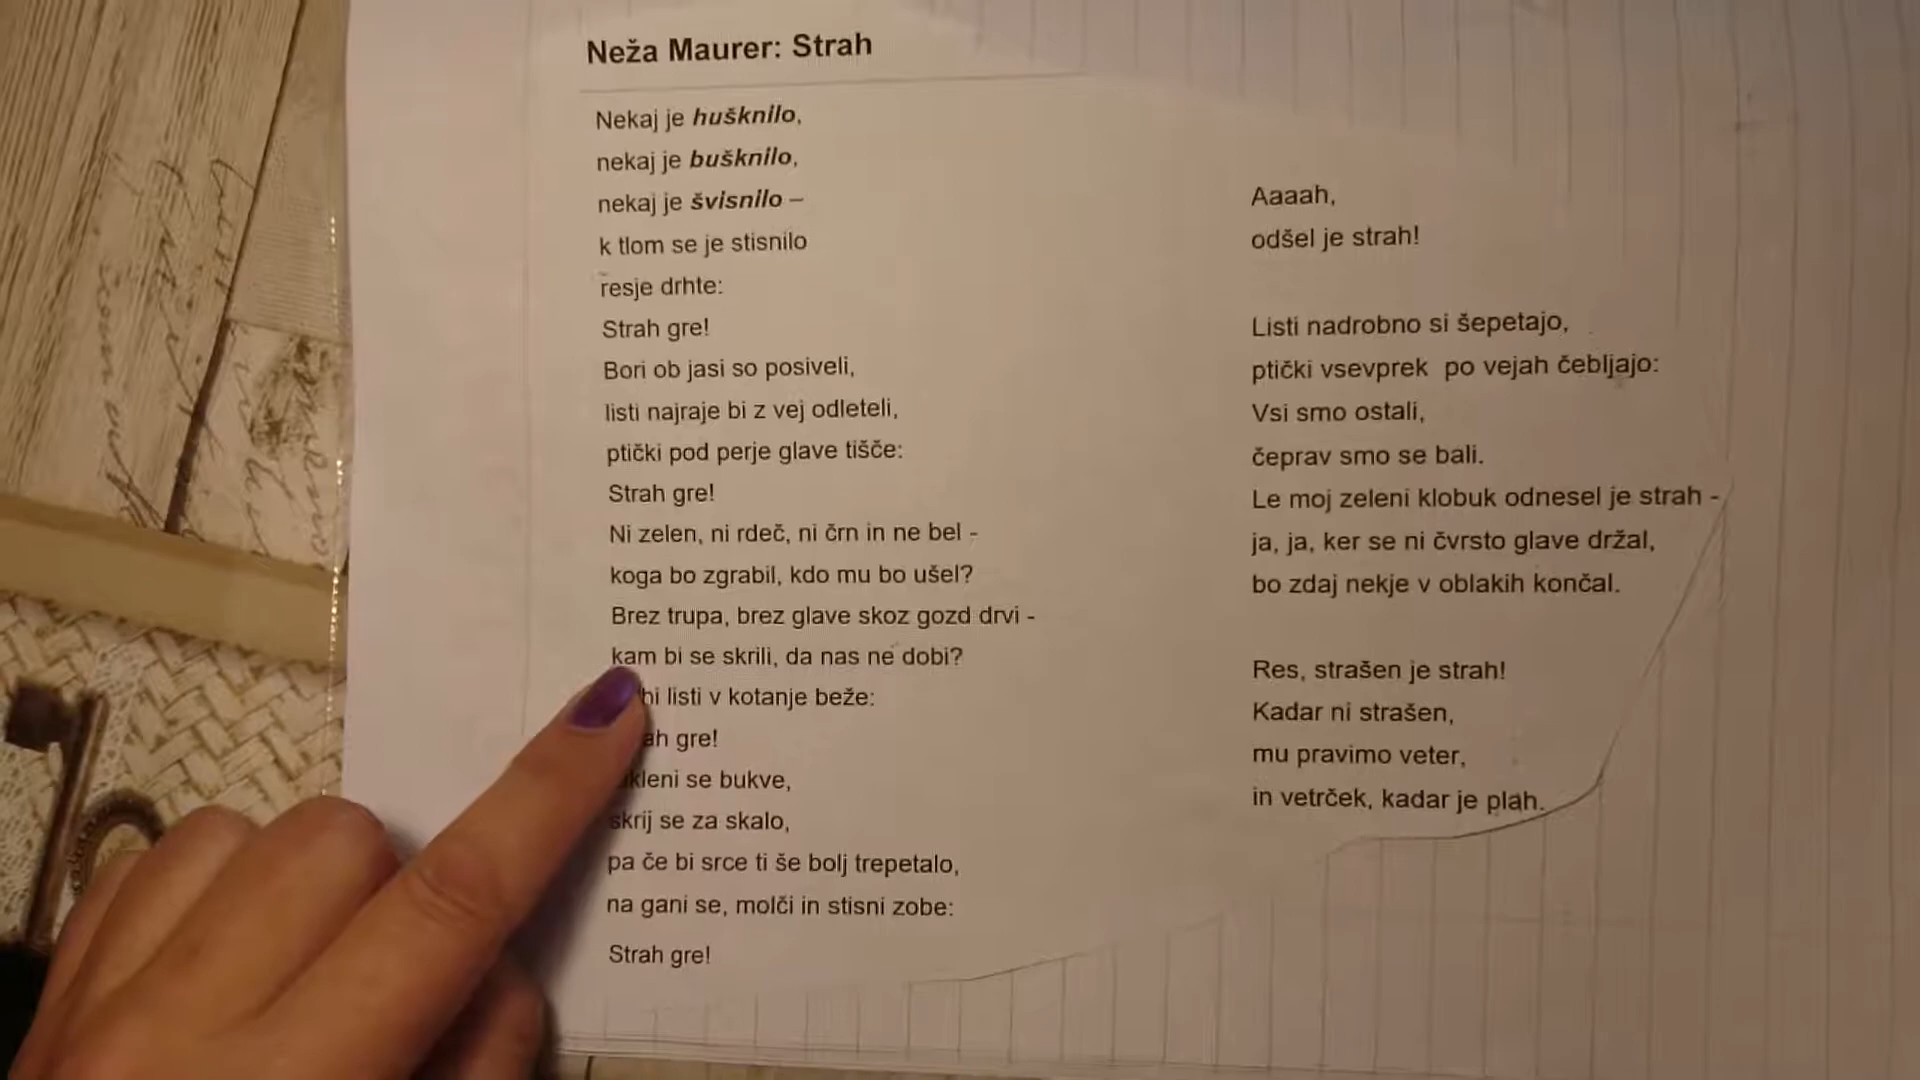 Neža Maurer: Strah
Nekaj je hušknilo,
nekaj je bušknilo,
nekaj je švisnilo –
k tlom se je stisnilo
resje drhte:
Strah gre!
Bori ob jasi so posiveli,
listi najraje bi z vej odleteli,
ptički pod perje glave tišče:
Strah gre!
Ni zelen, ni rdeč, ni črn in ne bel -
koga bo zgrabil, kdo mu bo ušel?
Brez trupa, brez glave skoz gozd drvi -
kam bi se skrili, da nas ne dobi?
listi v kotanje beže:
gre!
se bukve,
skrij se za skalo,
pa če bi srce ti še bolj trepetalo,
na gani se, molči in stisni zobe:
Strah gre!
Aaaah,
odšel je strah!
Listi nadrobno si šepetajo,
ptički vsevprek po vejah čebljajo:
Vsi smo ostali,
čeprav smo se bali.
Le moj zeleni klobuk odnesel je strah -
ja, ja, ker se ni čvrsto glave držal,
bo zdaj nekje v oblakih končal.
Res, strašen je strah!
Kadar ni strašen,
mu pravimo veter,
in vetrček, kadar je plah.